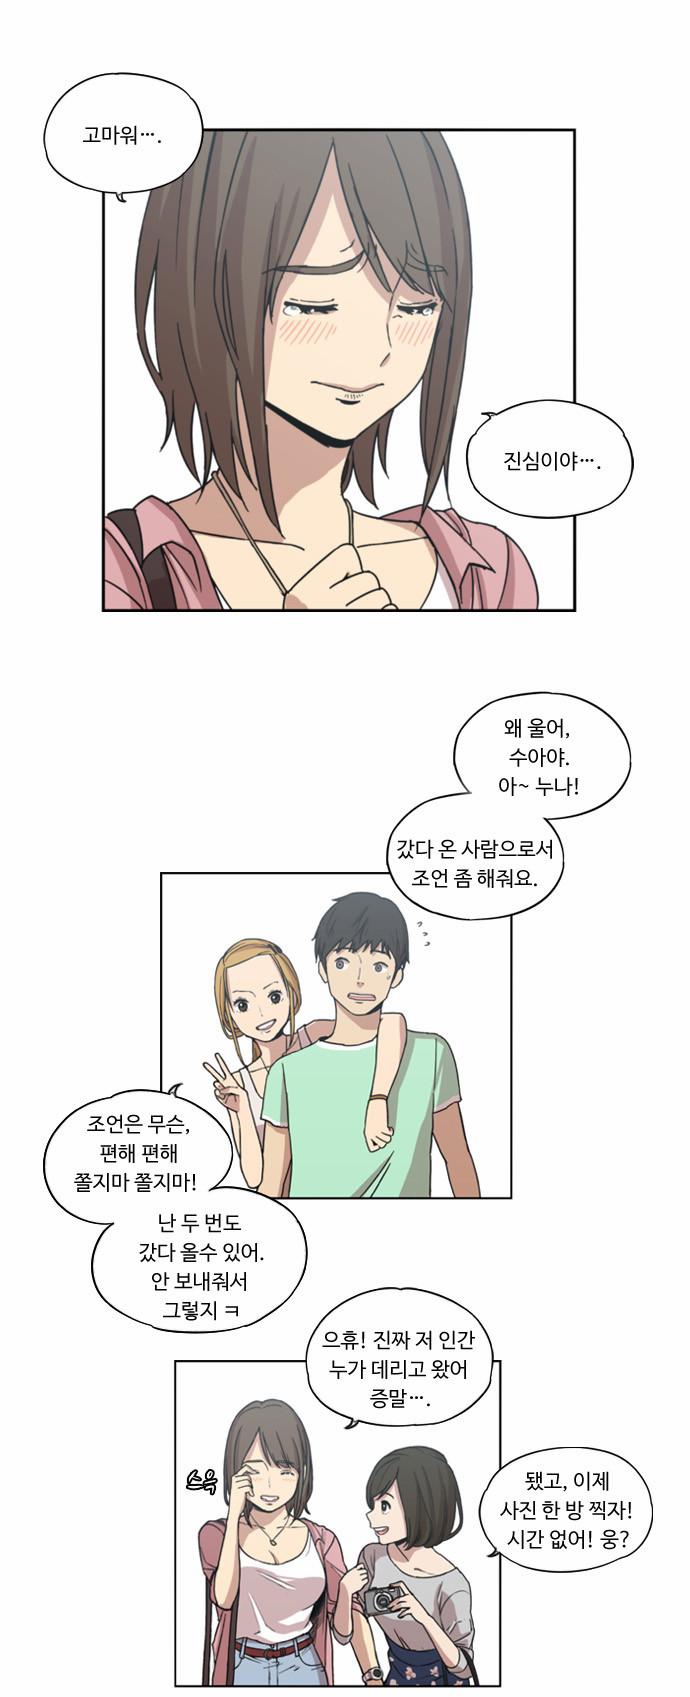 고마워….
진심이야….
왜 울어,
수아야.
아~ 누나!
갔다 온 사람으로서
조언 좀 해줘요.
조언은 무슨,
편해 편해
쫄지마 쫄지마!
난 두 번도
갔다 올수 있어.
안 보내줘서
그렇지 ㅋ
으휴! 진짜 저 인간
누가 데리고 왔어
증말….
스윽
됐고, 이제
사진 한 방 찍자!
시간 없어! 웅?